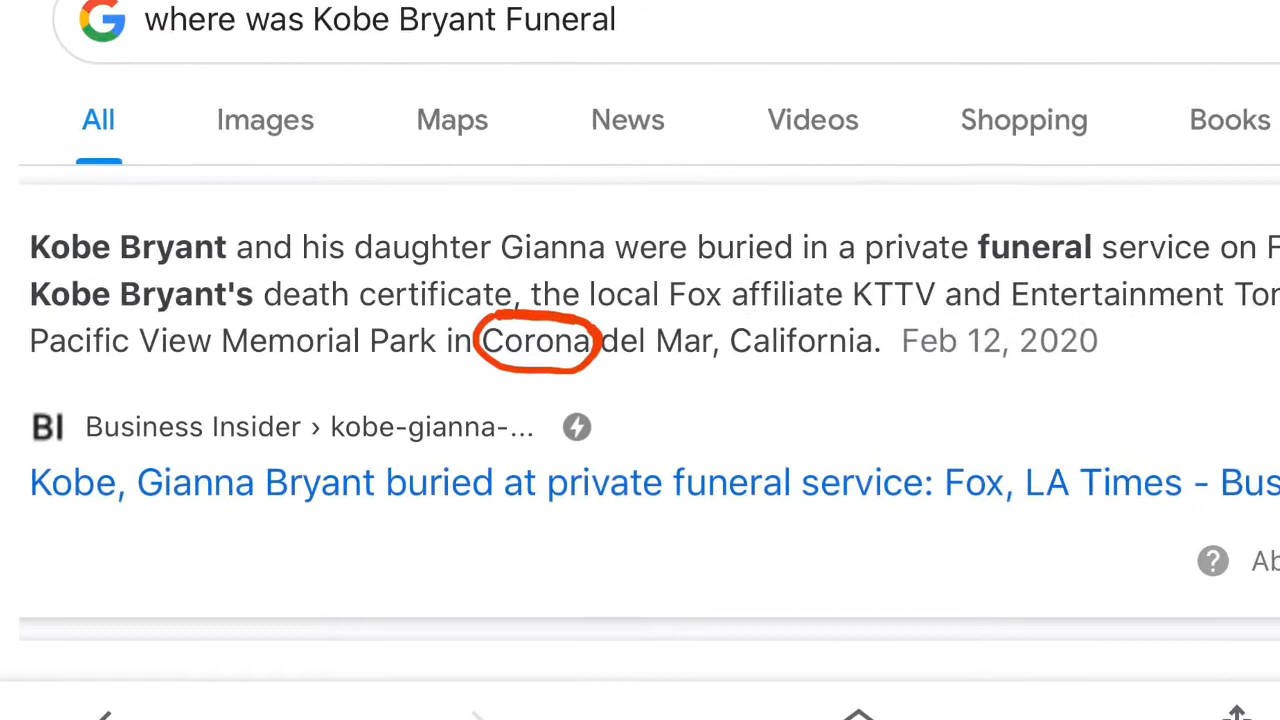 where was Kobe Bryant Funeral
All Images Maps News Videos Shopping Books
Kobe Bryant and his daughter Gianna were buried in a private funeral service on F
Kobe Bryant's death certificate, the local Fox affiliate KTTV and Entertainment Ton
Pacific View Memorial Park in Corona del Mar, California. Feb 12, 2020
BI Business Insider › kobe-gianna-...
Kobe, Gianna Bryant buried at private funeral service: Fox, LA Times - Bus
? Ab